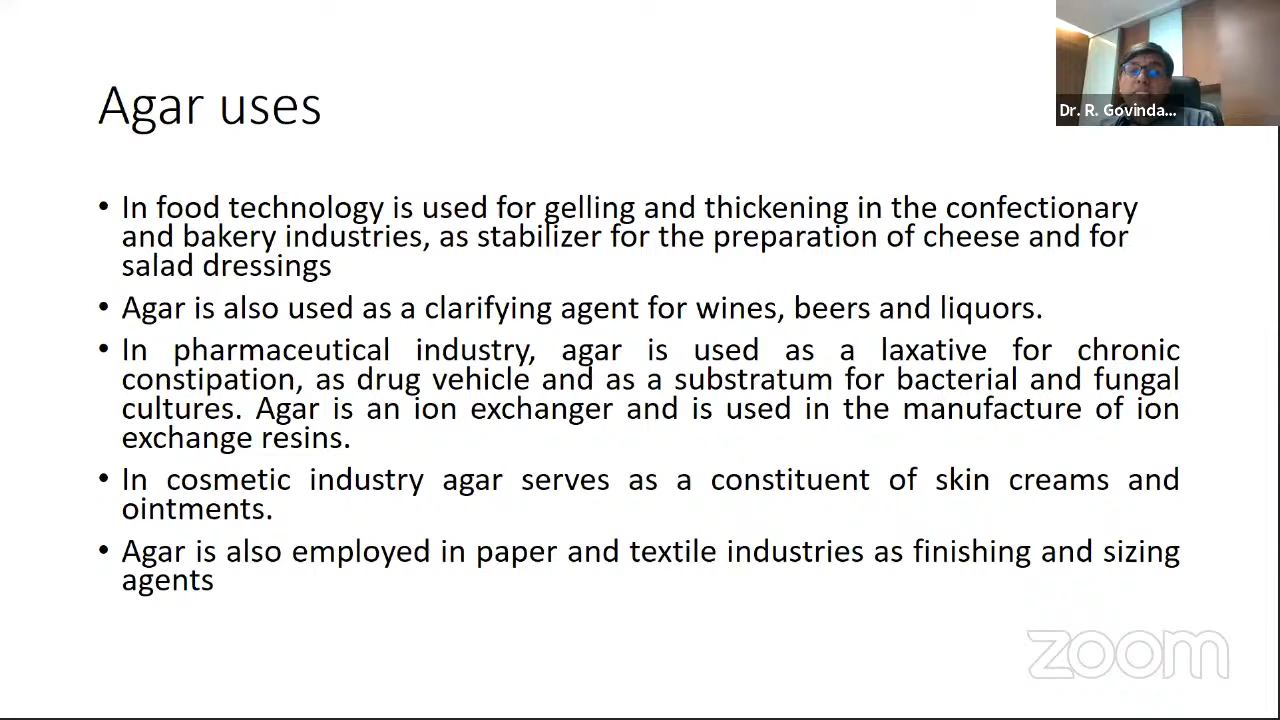 Agar uses
Dr. R. Govinda...
• In food technology is used for gelling and thickening in the confectionary
and bakery industries, as stabilizer for the preparation of cheese and for
salad dressings
• Agar is also used as a clarifying agent for wines, beers and liquors.
• In pharmaceutical industry, agar is used as a laxative for chronic
constipation, as drug vehicle and as a substratum for bacterial and fungal
cultures. Agar is an ion exchanger and is used in the manufacture of ion
exchange resins.
• In cosmetic industry agar serves as a constituent of skin creams and
ointments.
• Agar is also employed in paper and textile industries as finishing and sizing
agents
zoom